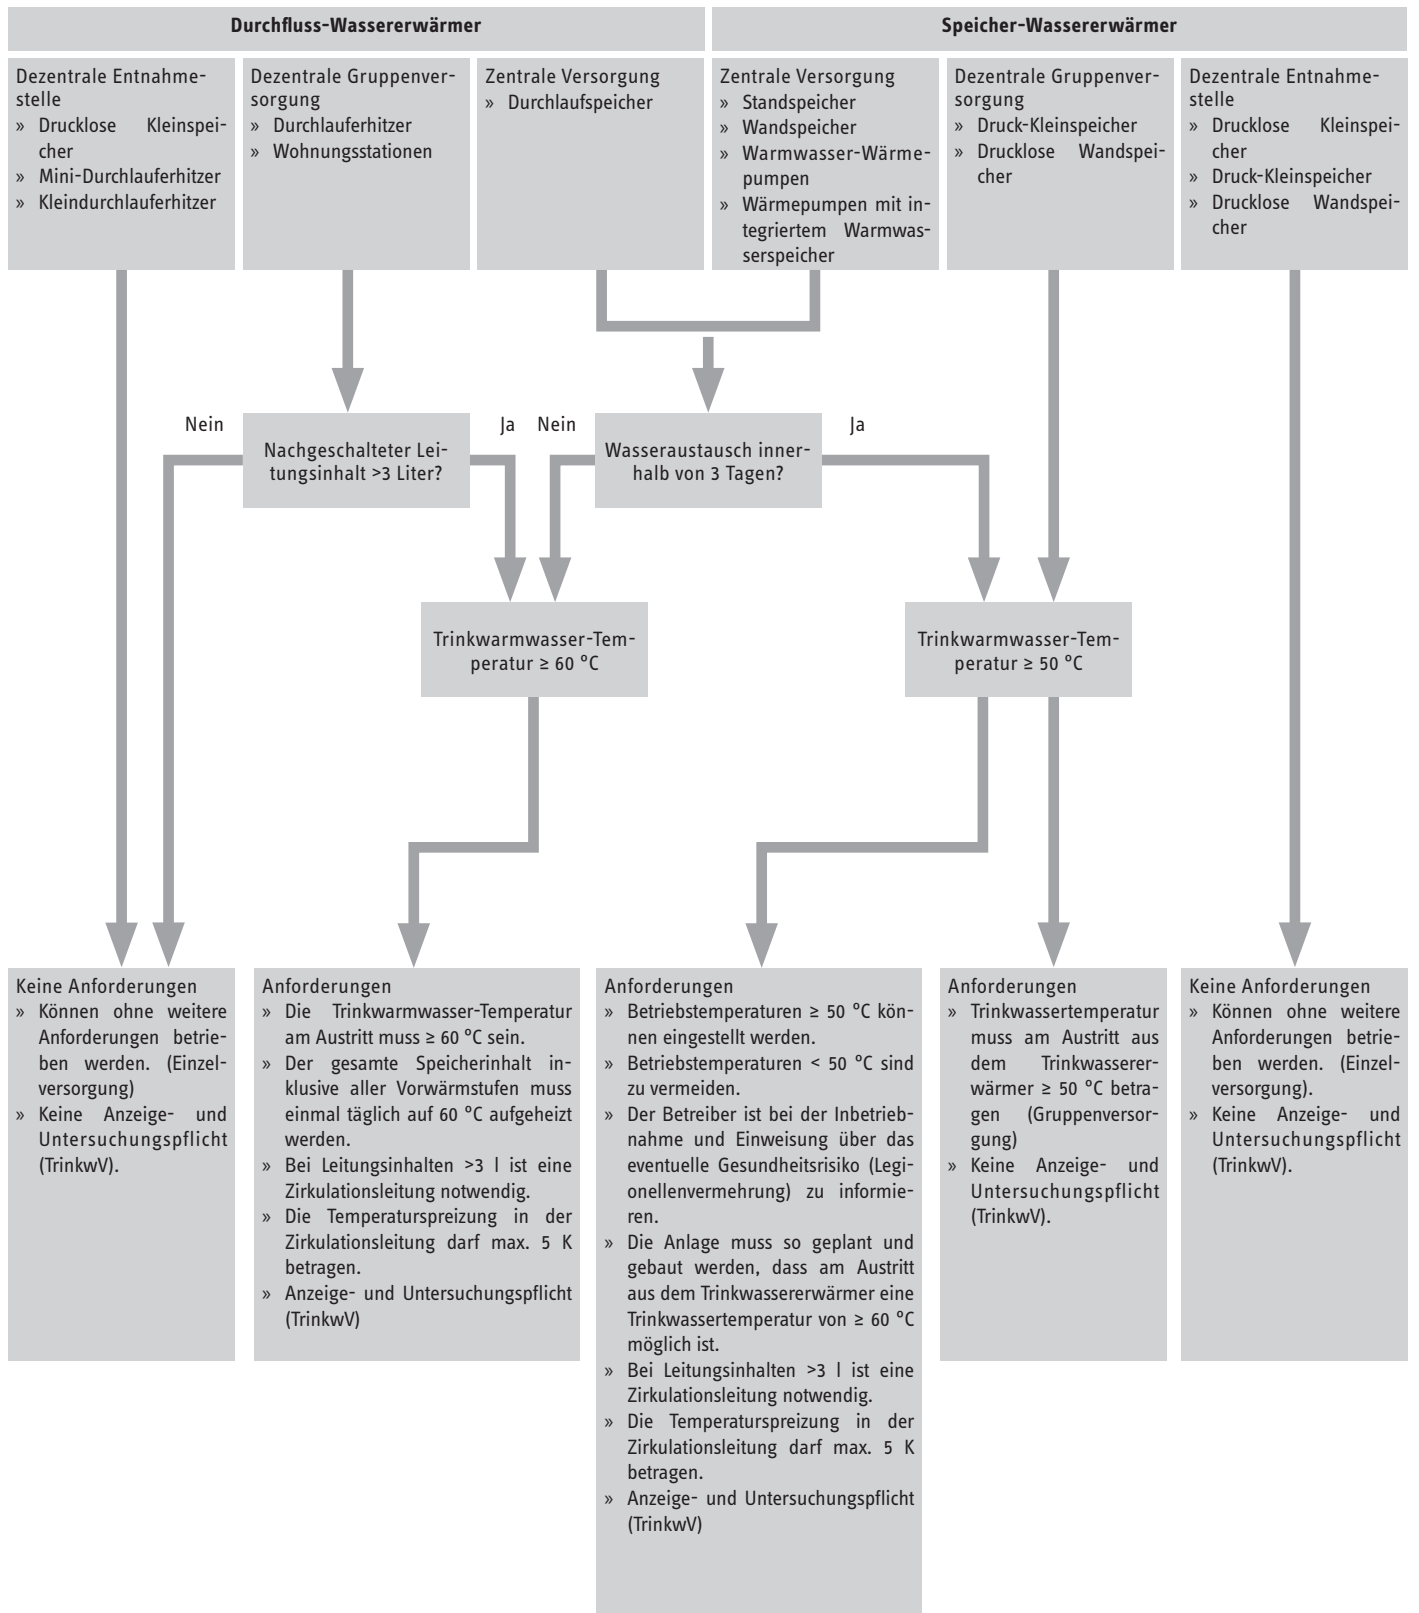 Durchfluss-Wassererwärmer
Speicher-Wassererwärmer
Dezentrale Entnahme-
stelle
» Drucklose Kleinspei-
cher
» Mini-Durchlauferhitzer
» Kleindurchlauferhitzer
Dezentrale Gruppenver-
sorgung
» Durchlauferhitzer
» Wohnungsstationen
Zentrale Versorgung
» Durchlaufspeicher
Zentrale Versorgung
» Standspeicher
» Wandspeicher
» Warmwasser-Wärme-
pumpen
» Wärmepumpen mit in-
tegriertem Warmwas-
serspeicher
Dezentrale Gruppenver-
sorgung
» Druck-Kleinspeicher
» Drucklose Wandspei-
cher
Dezentrale Entnahme-
stelle
» Drucklose Kleinspei-
cher
» Druck-Kleinspeicher
» Drucklose Wandspei-
cher
Nein
Nachgeschalteter Lei-
tungsinhalt >3 Liter?
Ja
Nein
Wasseraustausch inner-
halb von 3 Tagen?
Ja
Trinkwarmwasser-Tem-
peratur ≥ 60 °C
Trinkwarmwasser-Tem-
peratur ≥ 50 °C
Keine Anforderungen
» Können ohne weitere
Anforderungen betrie-
ben werden. (Einzel-
versorgung)
» Keine Anzeige- und
Untersuchungspflicht
(TrinkwV).
Anforderungen
» Die Trinkwarmwasser-Temperatur
am Austritt muss ≥ 60 °C sein.
» Der gesamte Speicherinhalt in-
klusive aller Vorwärmstufen muss
einmal täglich auf 60 °C aufgeheizt
werden.
» Bei Leitungsinhalten >3 l ist eine
Zirkulationsleitung notwendig.
» Die Temperaturspreizung in der
Zirkulationsleitung darf max. 5 K
betragen.
» Anzeige- und Untersuchungspflicht
(TrinkwV)
Anforderungen
» Betriebstemperaturen ≥ 50 °C kön-
nen eingestellt werden.
» Betriebstemperaturen < 50 °C sind
zu vermeiden.
» Der Betreiber ist bei der Inbetrieb-
nahme und Einweisung über das
eventuelle Gesundheitsrisiko (Legi-
onellenvermehrung) zu informie-
ren.
» Die Anlage muss so geplant und
gebaut werden, dass am Austritt
aus dem Trinkwassererwärmer eine
Trinkwassertemperatur von ≥ 60 °C
möglich ist.
» Bei Leitungsinhalten >3 l ist eine
Zirkulationsleitung notwendig.
» Die Temperaturspreizung in der
Zirkulationsleitung darf max. 5 K
betragen.
» Anzeige- und Untersuchungspflicht
(TrinkwV)
Anforderungen
» Trinkwassertemperatur
muss am Austritt aus
dem Trinkwasserer-
wärmer ≥ 50 °C betra-
gen (Gruppenversor-
gung)
» Keine Anzeige- und
Untersuchungspflicht
(TrinkwV).
Keine Anforderungen
» Können ohne weitere
Anforderungen betrie-
ben werden. (Einzel-
versorgung).
» Keine Anzeige- und
Untersuchungspflicht
(TrinkwV).